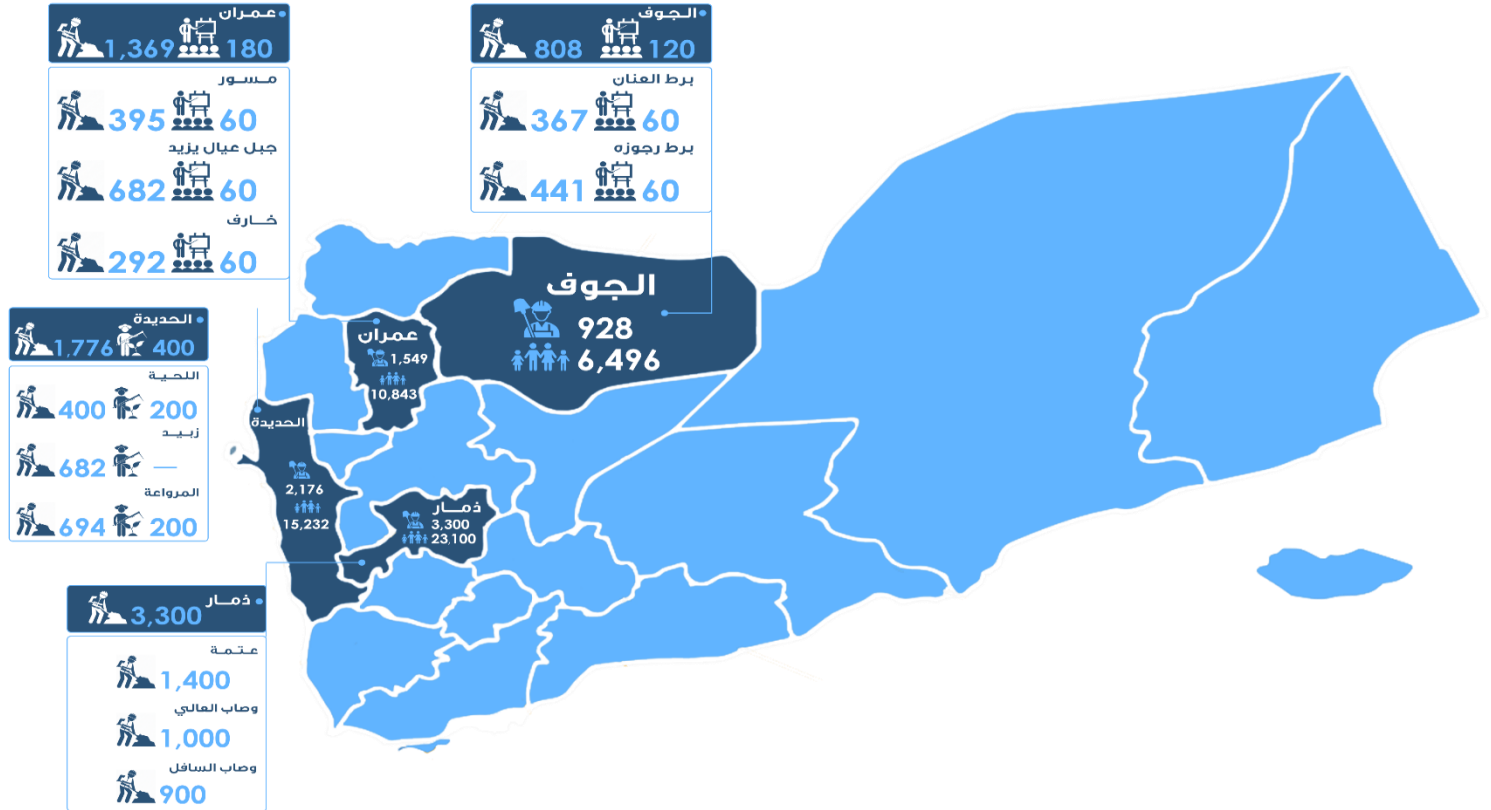 عمران
1,369 180
مسور
395 60
جبل عيال يزيد
682 60
خارف
292 60
الجوف
808 120
برط العنان
367 60
برط رجوزه
441 60
الحديدة
1,776 400
اللحية
400 200
زبيد
682 —
المرواعة
694 200
ذمار
3,300
عتمة
1,400
وصاب العالي
1,000
وصاب السافل
900
الجوف
928
6,496
عمران
1,549
10,843
الحديدة
2,176
15,232
ذمار
3,300
23,100